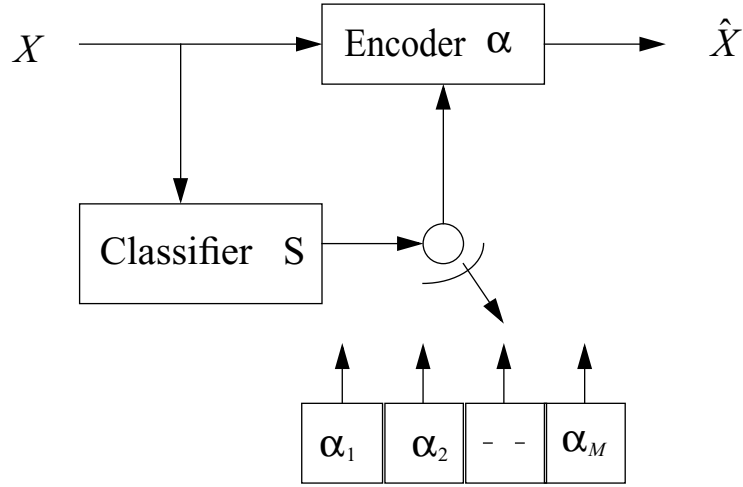 X
Encoder α
X̂
Classifier S
α₁
α₂
- -
α_M